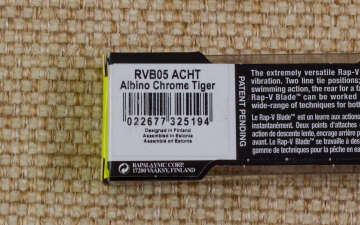 RVB05 ACHT
Albino Chrome Tiger
022677 325194
Designed in Finland
Assembled in Estonia
Assemblé en Estonie
RAPALA VMC CORP.
17200 VÄÄKSY, FINLAND
PATENT PENDING
The extremely versatile Rap-V
vibration. Two line tie positions;
swimming action, the rear for a
Rap-V Blade™ can be worked
wide-range of techniques for both
Le Rap-V Blade™ est un leurre aux actions
instantanément. Deux points d'attaches
action de descente lente, encrage arrière p
Le Rap-V Blade™ se travaille à des
gamme de techniques pour la pêche en ea